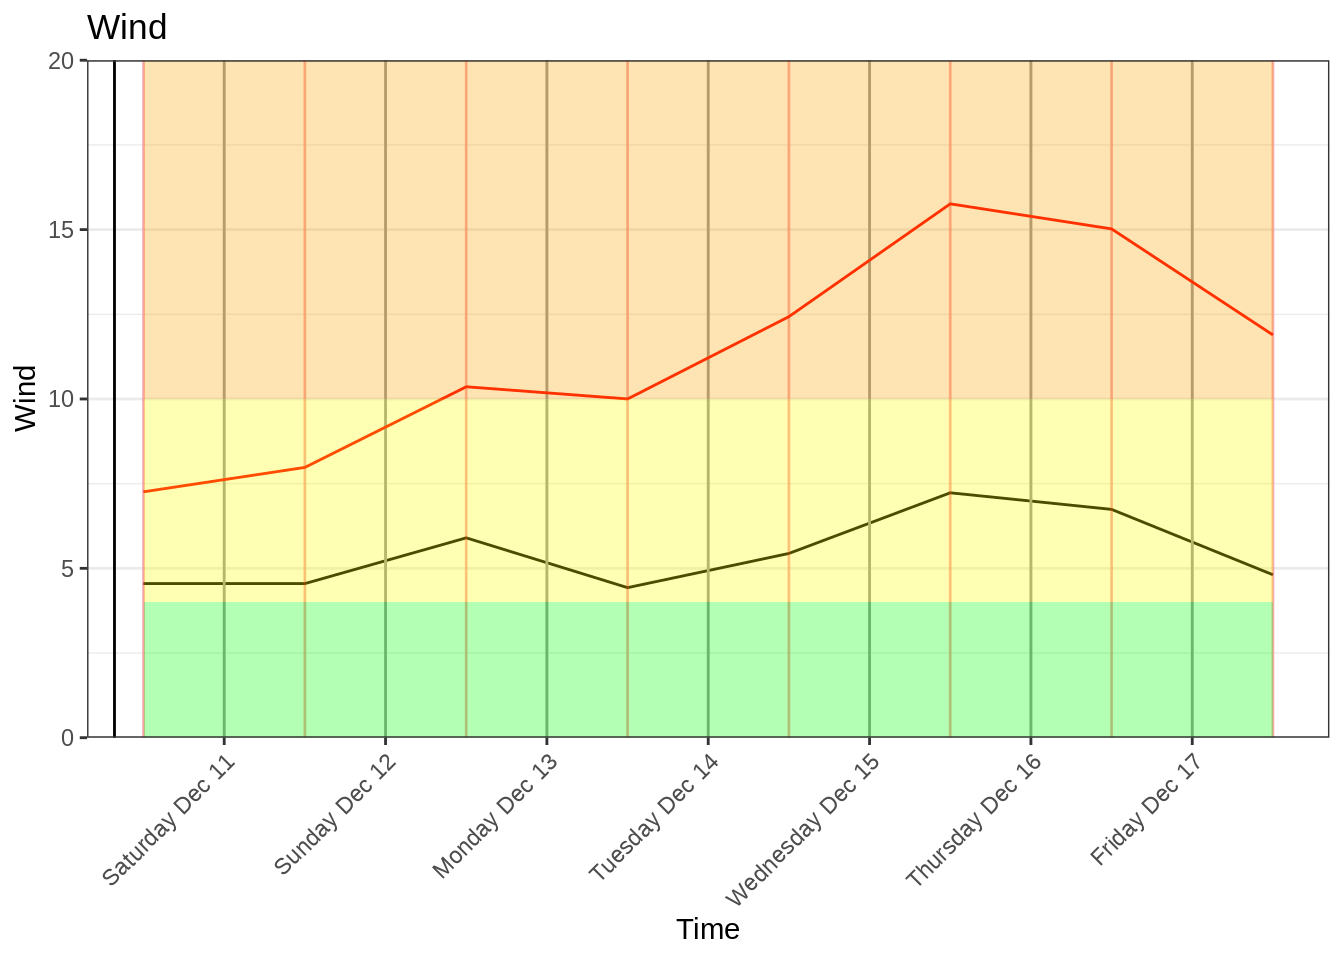 Wind
20
15
10
5
0
Wind
Saturday Dec 11
Sunday Dec 12
Monday Dec 13
Tuesday Dec 14
Wednesday Dec 15
Thursday Dec 16
Friday Dec 17
Time